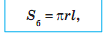 S_б = πrl,